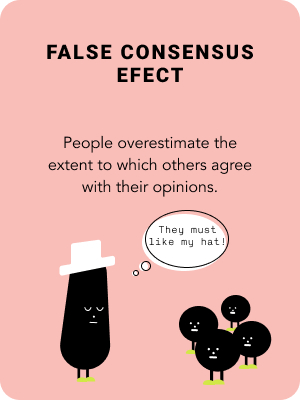 FALSE CONSENSUS
EFECT
People overestimate the
extent to which others agree
with their opinions.
They must
like my hat!